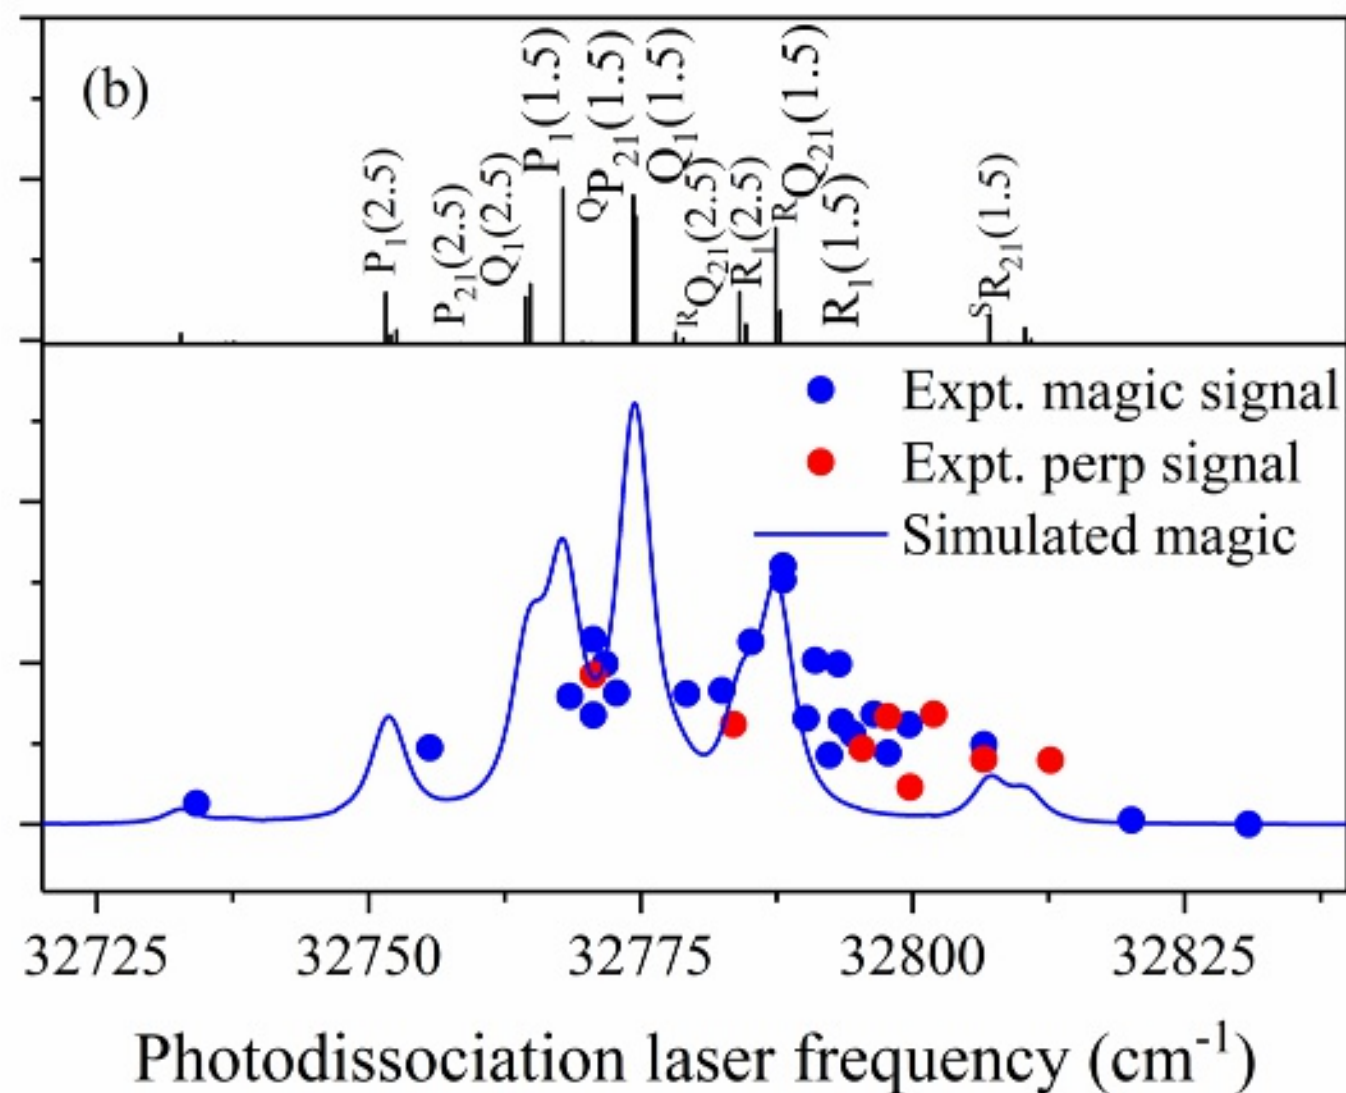 (b)
P₁(2.5)
P₂₁(2.5)
Q₁(2.5)
P₁(1.5)
ᵠP₂₁(1.5)
Q₁(1.5)
ᴿQ₂₁(2.5)
R₁(2.5)
ᴿQ₂₁(1.5)
R₁(1.5)
ˢR₂₁(1.5)
Expt. magic signal
Expt. perp signal
Simulated magic
32725 32750 32775 32800 32825
Photodissociation laser frequency (cm⁻¹)